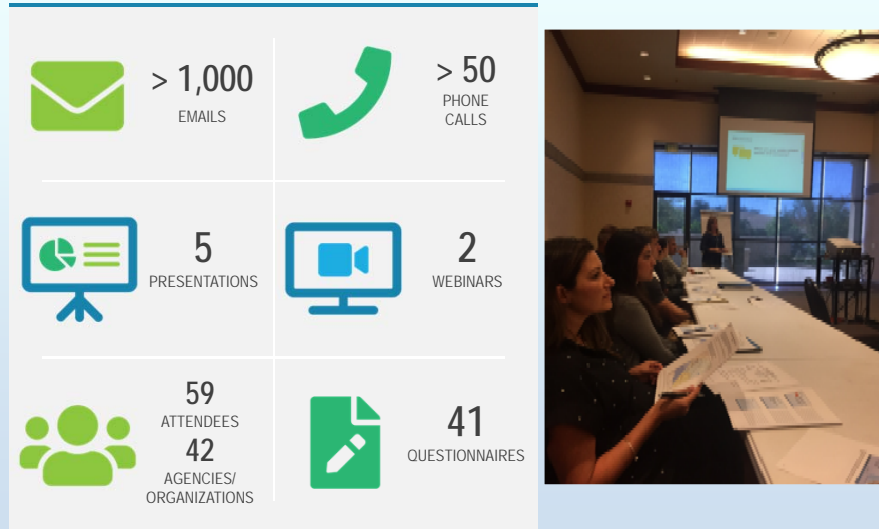 > 1,000
EMAILS
> 50
PHONE
CALLS
5
PRESENTATIONS
2
WEBINARS
59
ATTENDEES
42
AGENCIES/
ORGANIZATIONS
41
QUESTIONNAIRES